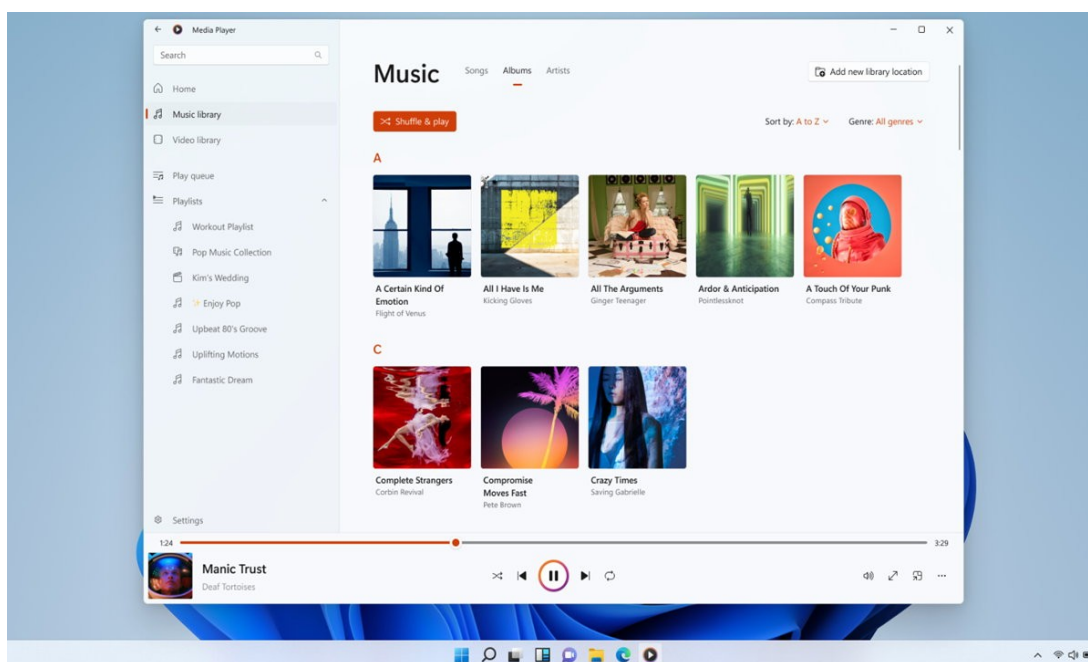 Media Player
Search
Home
Music library
Video library
Play queue
Playlists
Workout Playlist
Pop Music Collection
Kim's Wedding
Enjoy Pop
Upbeat 80's Groove
Uplifting Motions
Fantastic Dream
Settings
Music Songs Albums Artists
Add new library location
Shuffle & play
Sort by: A to Z Genre: All genres
A
A Certain Kind Of
Emotion
Flight of Venus
All I Have Is Me
Kicking Gloves
All The Arguments
Ginger Teenager
Ardor & Anticipation
Pointlessknot
A Touch Of Your Punk
Compass Tribute
C
Complete Strangers
Corbin Revival
Compromise
Moves Fast
Pete Brown
Crazy Times
Saving Gabrielle
1:24 3:29
Manic Trust
Deaf Tortoises